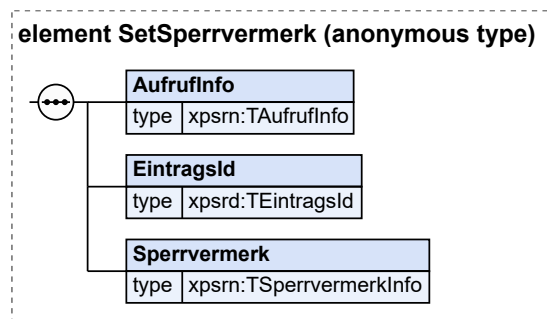 element SetSperrvermerk (anonymous type)
AufrufInfo
type xpsrn:TAufrufInfo
EintragsId
type xpsrd:TEintragsId
Sperrvermerk
type xpsrn:TSperrvermerkInfo